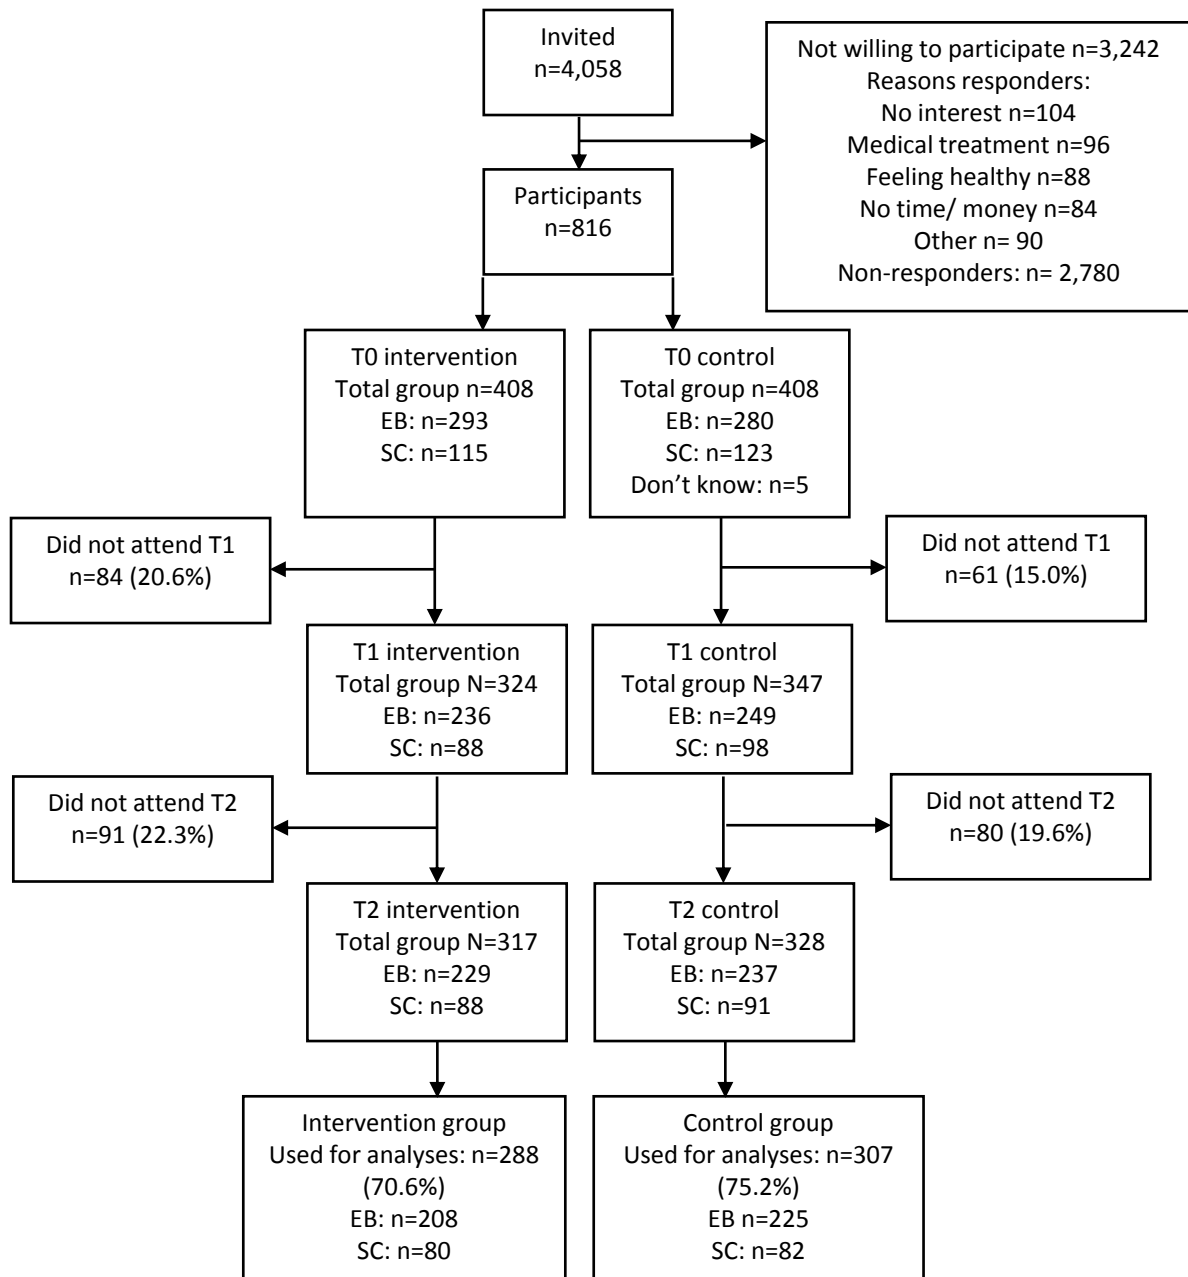 Invited
n=4,058
Not willing to participate n=3,242
Reasons responders:
No interest n=104
Medical treatment n=96
Feeling healthy n=88
No time/ money n=84
Other n= 90
Non-responders: n= 2,780
Participants
n=816
T0 intervention
Total group n=408
EB: n=293
SC: n=115
T0 control
Total group n=408
EB: n=280
SC: n=123
Don’t know: n=5
Did not attend T1
n=84 (20.6%)
Did not attend T1
n=61 (15.0%)
T1 intervention
Total group N=324
EB: n=236
SC: n=88
T1 control
Total group N=347
EB: n=249
SC: n=98
Did not attend T2
n=91 (22.3%)
Did not attend T2
n=80 (19.6%)
T2 intervention
Total group N=317
EB: n=229
SC: n=88
T2 control
Total group N=328
EB: n=237
SC: n=91
Intervention group
Used for analyses: n=288
(70.6%)
EB: n=208
SC: n=80
Control group
Used for analyses: n=307
(75.2%)
EB n=225
SC: n=82